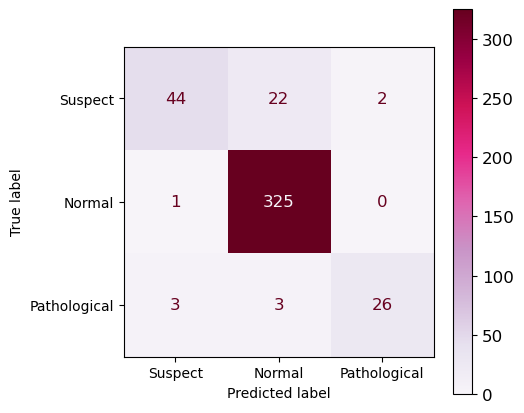 Suspect 44 22 2
Normal 1 325 0
Pathological 3 3 26
Suspect Normal Pathological
Predicted label
True label
300
250
200
150
100
50
0